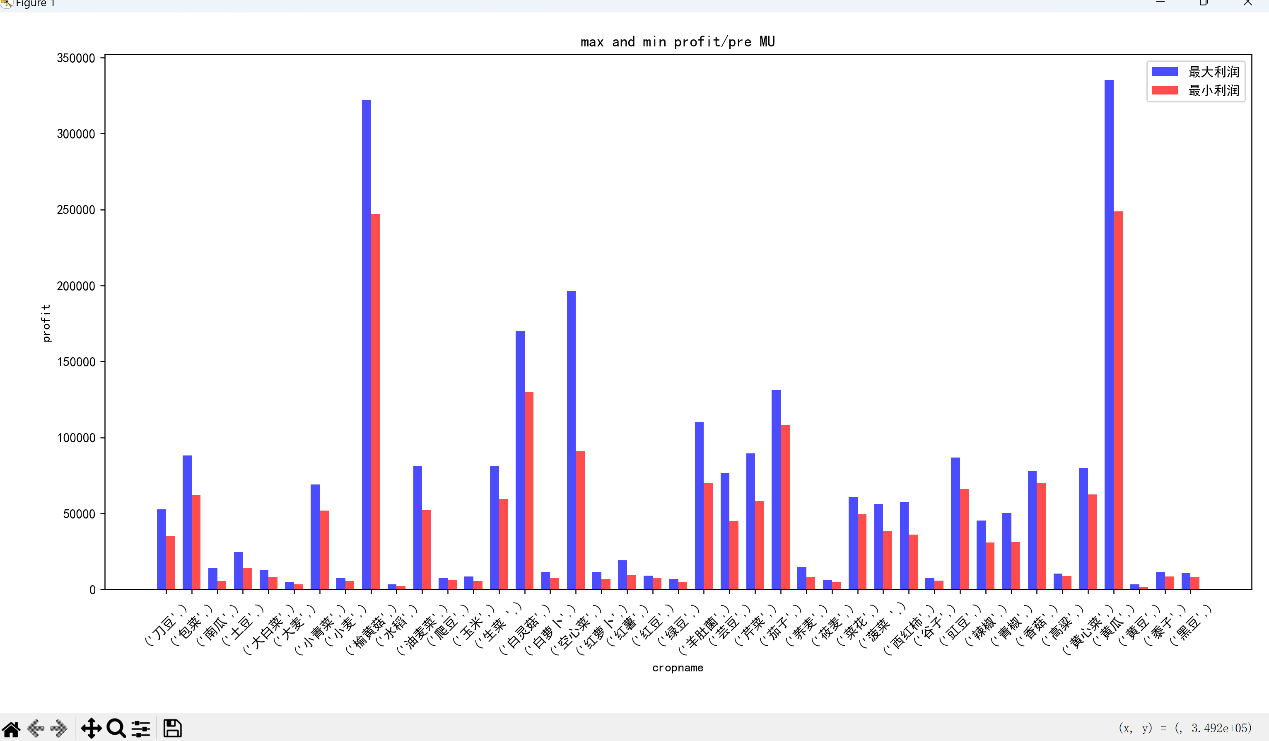 Figure 1
max and min profit/pre MU
最大利润
最小利润
350000
300000
250000
200000
150000
100000
50000
0
profit
('刀豆',)
('包菜',)
('南瓜',)
('土豆',)
('大白菜',)
('大麦',)
('小青菜',)
('小麦',)
('榆黄菇',)
('水稻',)
('油麦菜',)
('爬豆',)
('玉米',)
('生菜 ',)
('白灵菇',)
('白萝卜',)
('空心菜',)
('红萝卜',)
('红薯',)
('红豆',)
('绿豆',)
('羊肚菌',)
('芸豆',)
('芹菜',)
('茄子',)
('荞麦',)
('莜麦',)
('菜花',)
('菠菜 ',)
('西红柿',)
('谷子',)
('豇豆',)
('辣椒',)
('青椒',)
('香菇',)
('高粱',)
('黄心菜',)
('黄瓜',)
('黄豆',)
('黍子',)
('黑豆',)
cropname
(x, y) = (, 3.492e+05)